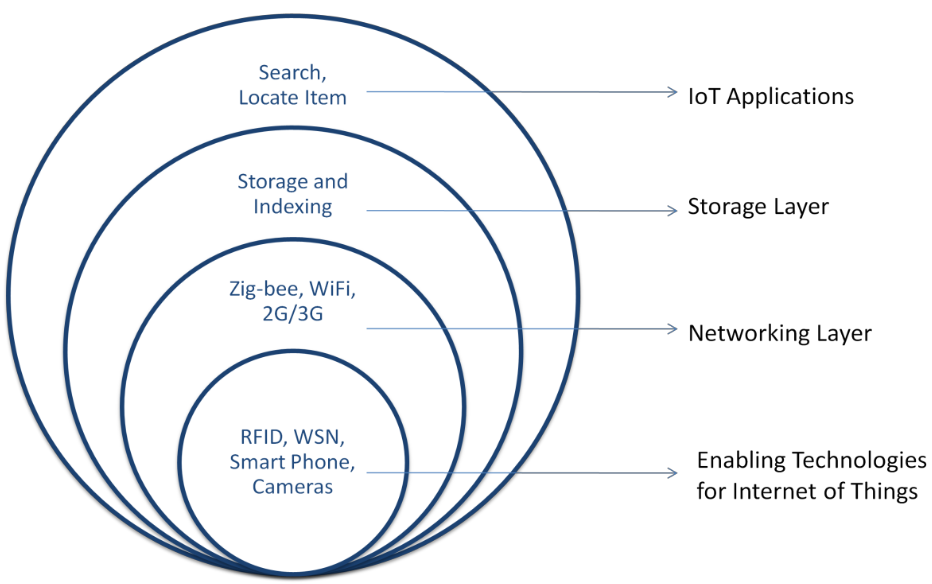 Search,
Locate Item
IoT Applications
Storage and
Indexing
Storage Layer
Zig-bee, WiFi,
2G/3G
Networking Layer
RFID, WSN,
Smart Phone,
Cameras
Enabling Technologies
for Internet of Things